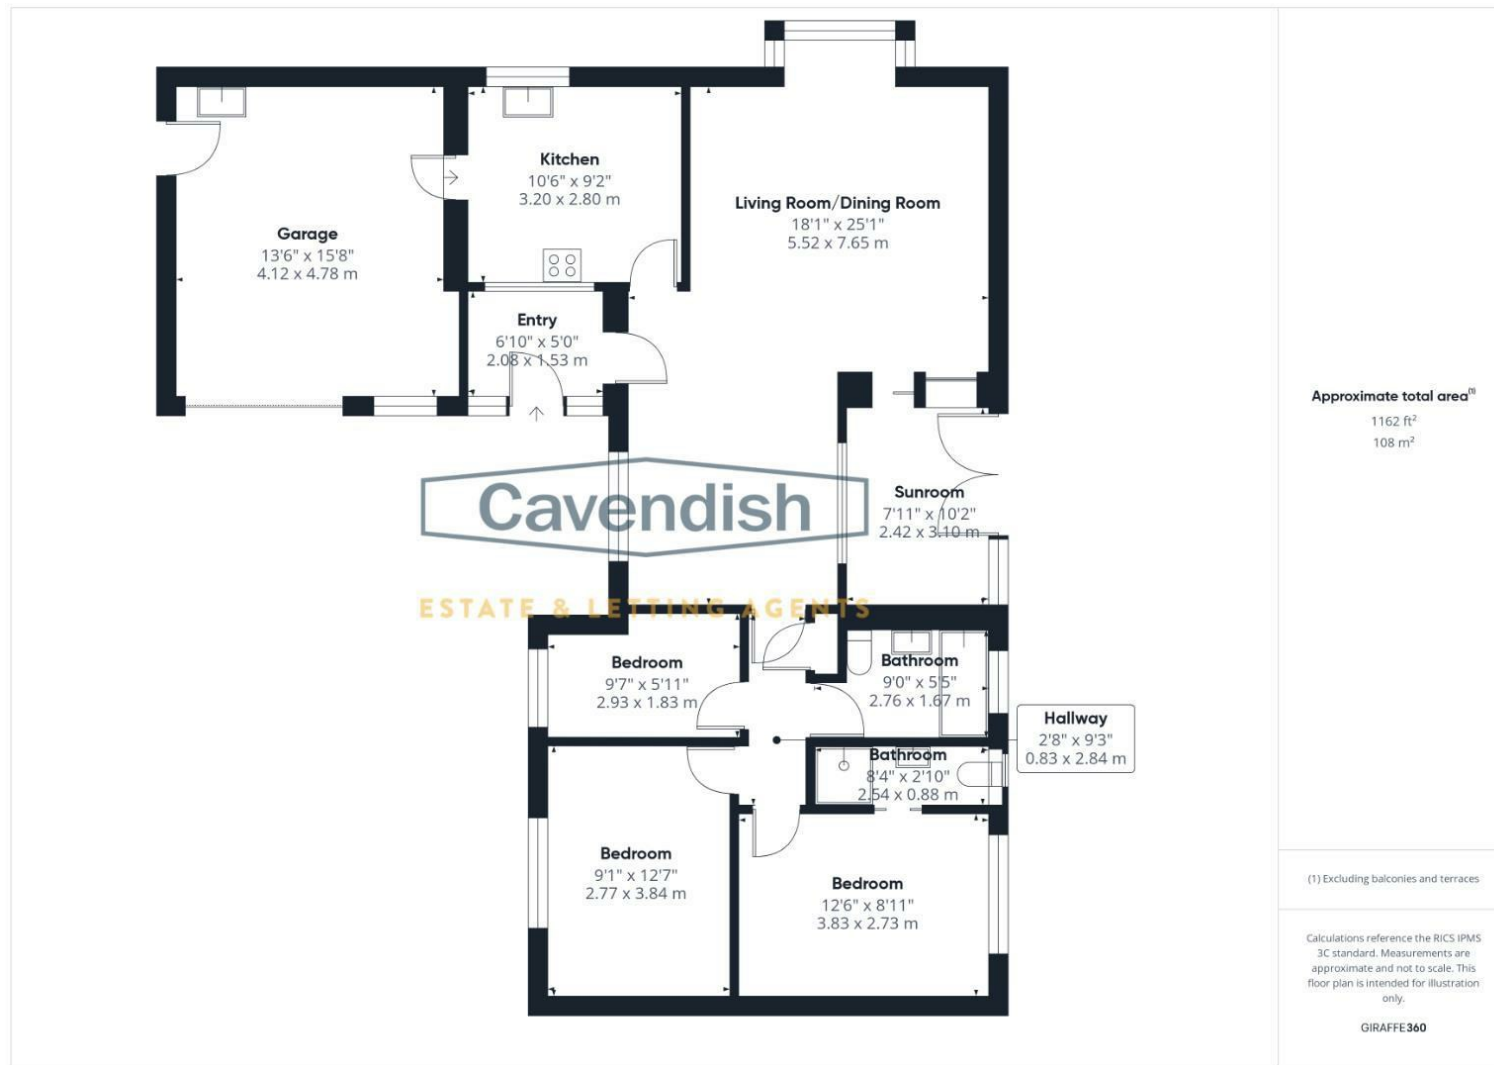 Kitchen
10'6" x 9'2"
3.20 x 2.80 m
Living Room/Dining Room
18'1" x 25'1"
5.52 x 7.65 m
Garage
13'6" x 15'8"
4.12 x 4.78 m
Entry
6'10" x 5'0"
2.08 x 1.53 m
Cavendish
ESTATE & LETTING AGENTS
Sunroom
7'11" x 10'2"
2.42 x 3.10 m
Bedroom
9'7" x 5'11"
2.93 x 1.83 m
Bathroom
9'0" x 5'5"
2.76 x 1.67 m
Hallway
2'8" x 9'3"
0.83 x 2.84 m
Bathroom
8'4" x 2'10"
2.54 x 0.88 m
Bedroom
9'1" x 12'7"
2.77 x 3.84 m
Bedroom
12'6" x 8'11"
3.83 x 2.73 m
Approximate total area(1)
1162 ft²
108 m²
(1) Excluding balconies and terraces
Calculations reference the RICS IPMS
3C standard. Measurements are
approximate and not to scale. This
floor plan is intended for illustration
only.
GIRAFFE360